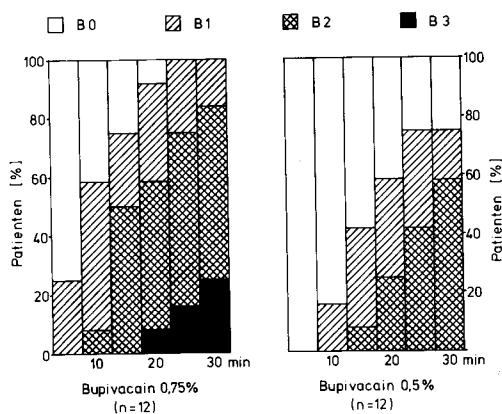 B0 B1 B2 B3
100
80
60
40
20
0
Patienten [%]
10 20 30 min
Bupivacain 0,75%
(n=12)
100
80
60
40
20
Patienten [%]
10 20 30 min
Bupivacain 0,5%
(n=12)